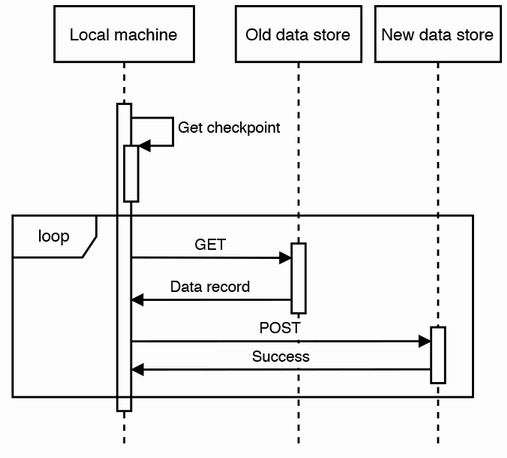 Local machine
Old data store
New data store
Get checkpoint
loop
GET
Data record
POST
Success